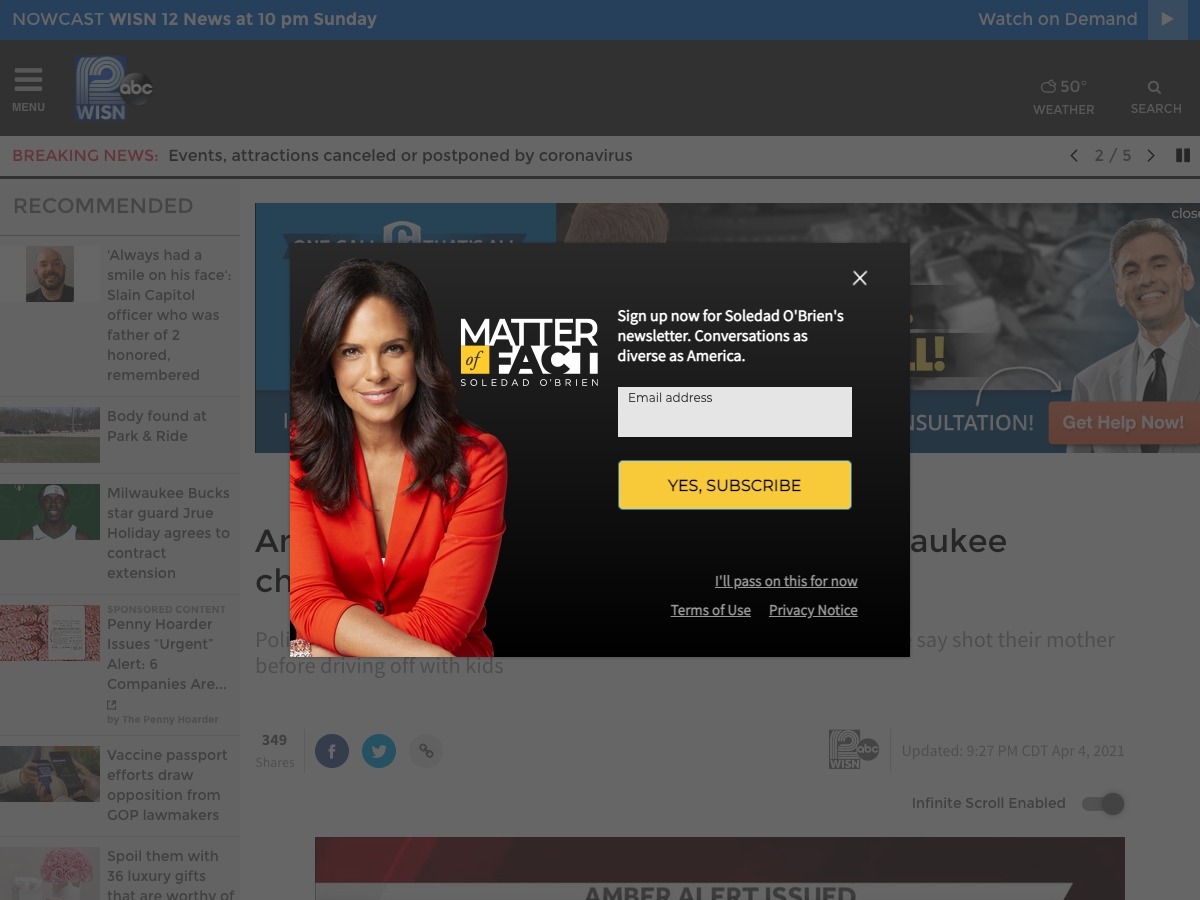 NOWCAST WISN 12 News at 10 pm Sunday
Watch on Demand
MENU
12
abc
WISN
50°
WEATHER
SEARCH
BREAKING NEWS: Events, attractions canceled or postponed by coronavirus
2 / 5
RECOMMENDED
'Always had a
smile on his face':
Slain Capitol
officer who was
father of 2
honored,
remembered
Body found at
Park & Ride
Milwaukee Bucks
star guard Jrue
Holiday agrees to
contract
extension
SPONSORED CONTENT
Penny Hoarder
Issues "Urgent"
Alert: 6
Companies Are...
by The Penny Hoarder
Vaccine passport
efforts draw
opposition from
GOP lawmakers
Spoil them with
36 luxury gifts
that are worthy of
close
ONE CALL G THAT'S ALL
LL!
NSULTATION!
Get Help Now!
MATTER
of FACT
SOLEDAD O'BRIEN
Sign up now for Soledad O'Brien's
newsletter. Conversations as
diverse as America.
Email address
YES, SUBSCRIBE
I'll pass on this for now
Terms of Use Privacy Notice
aukee
say shot their mother
before driving off with kids
349
Shares
12
abc
WISN
Updated: 9:27 PM CDT Apr 4, 2021
Infinite Scroll Enabled
AMBER ALERT ISSUED